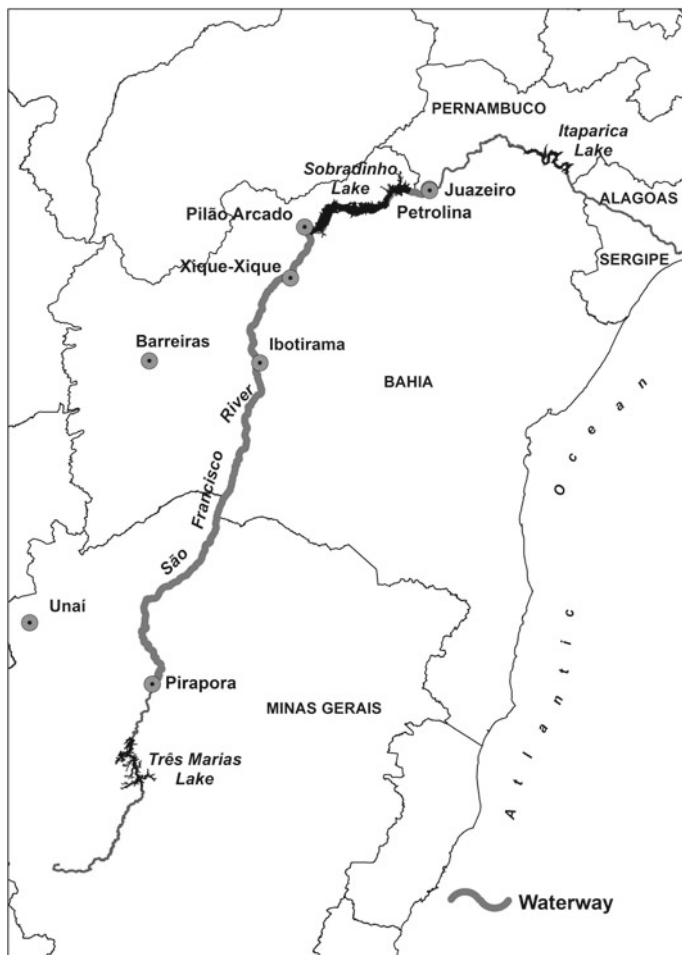 PERNAMBUCO
Itaparica
Lake
Sobradinho
Lake
Juazeiro
ALAGOAS
Petrolina
Pilão Arcado
SERGIPE
Xique-Xique
Barreiras
Ibotirama
BAHIA
São Francisco River
Atlantic Ocean
Unaí
Pirapora
MINAS GERAIS
Três Marias
Lake
Waterway